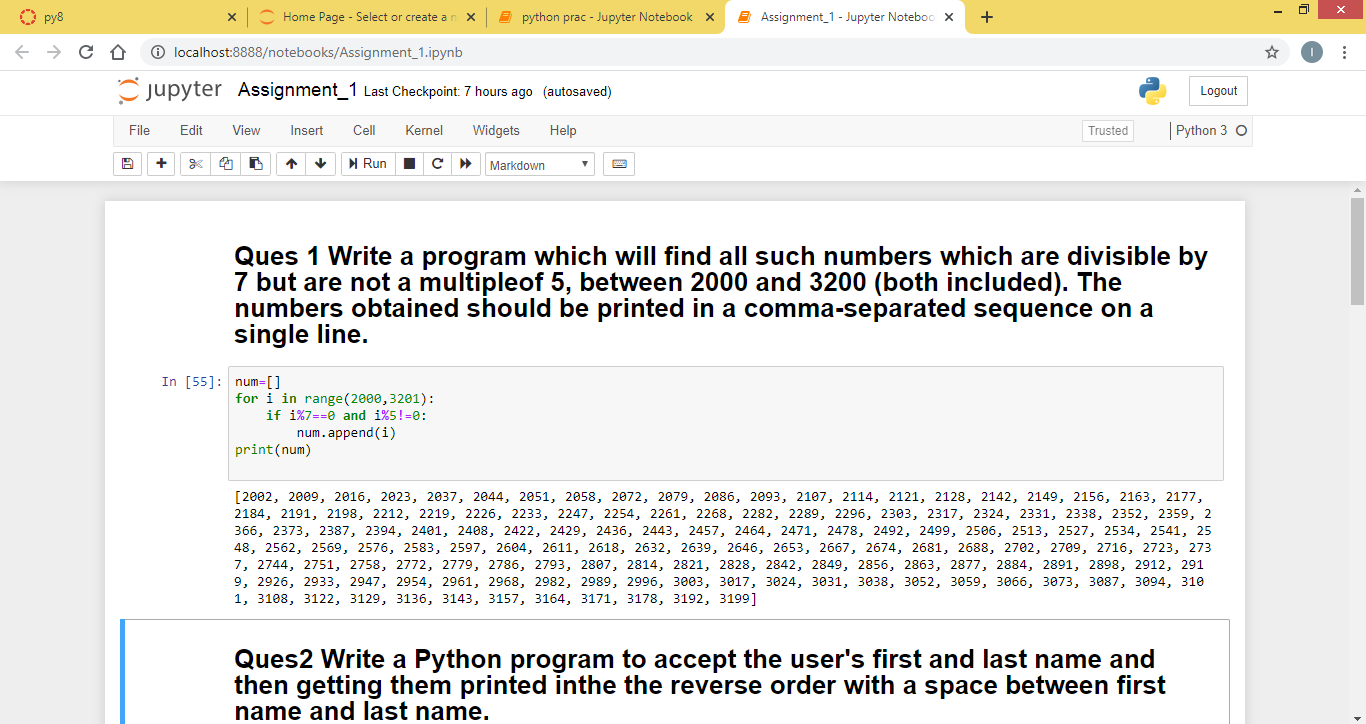 py8
Home Page - Select or create a n
python prac - Jupyter Notebook
Assignment_1 - Jupyter Noteboo
localhost:8888/notebooks/Assignment_1.ipynb
I
jupyter Assignment_1 Last Checkpoint: 7 hours ago (autosaved)
Logout
File Edit View Insert Cell Kernel Widgets Help
Trusted
Python 3
Run
Markdown
Ques 1 Write a program which will find all such numbers which are divisible by
7 but are not a multipleof 5, between 2000 and 3200 (both included). The
numbers obtained should be printed in a comma-separated sequence on a
single line.
In [55]:
num=[]
for i in range(2000,3201):
    if i%7==0 and i%5!=0:
        num.append(i)
print(num)
[2002, 2009, 2016, 2023, 2037, 2044, 2051, 2058, 2072, 2079, 2086, 2093, 2107, 2114, 2121, 2128, 2142, 2149, 2156, 2163, 2177,
2184, 2191, 2198, 2212, 2219, 2226, 2233, 2247, 2254, 2261, 2268, 2282, 2289, 2296, 2303, 2317, 2324, 2331, 2338, 2352, 2359, 2
366, 2373, 2387, 2394, 2401, 2408, 2422, 2429, 2436, 2443, 2457, 2464, 2471, 2478, 2492, 2499, 2506, 2513, 2527, 2534, 2541, 25
48, 2562, 2569, 2576, 2583, 2597, 2604, 2611, 2618, 2632, 2639, 2646, 2653, 2667, 2674, 2681, 2688, 2702, 2709, 2716, 2723, 273
7, 2744, 2751, 2758, 2772, 2779, 2786, 2793, 2807, 2814, 2821, 2828, 2842, 2849, 2856, 2863, 2877, 2884, 2891, 2898, 2912, 291
9, 2926, 2933, 2947, 2954, 2961, 2968, 2982, 2989, 2996, 3003, 3017, 3024, 3031, 3038, 3052, 3059, 3066, 3073, 3087, 3094, 310
1, 3108, 3122, 3129, 3136, 3143, 3157, 3164, 3171, 3178, 3192, 3199]
Ques2 Write a Python program to accept the user's first and last name and
then getting them printed inthe the reverse order with a space between first
name and last name.